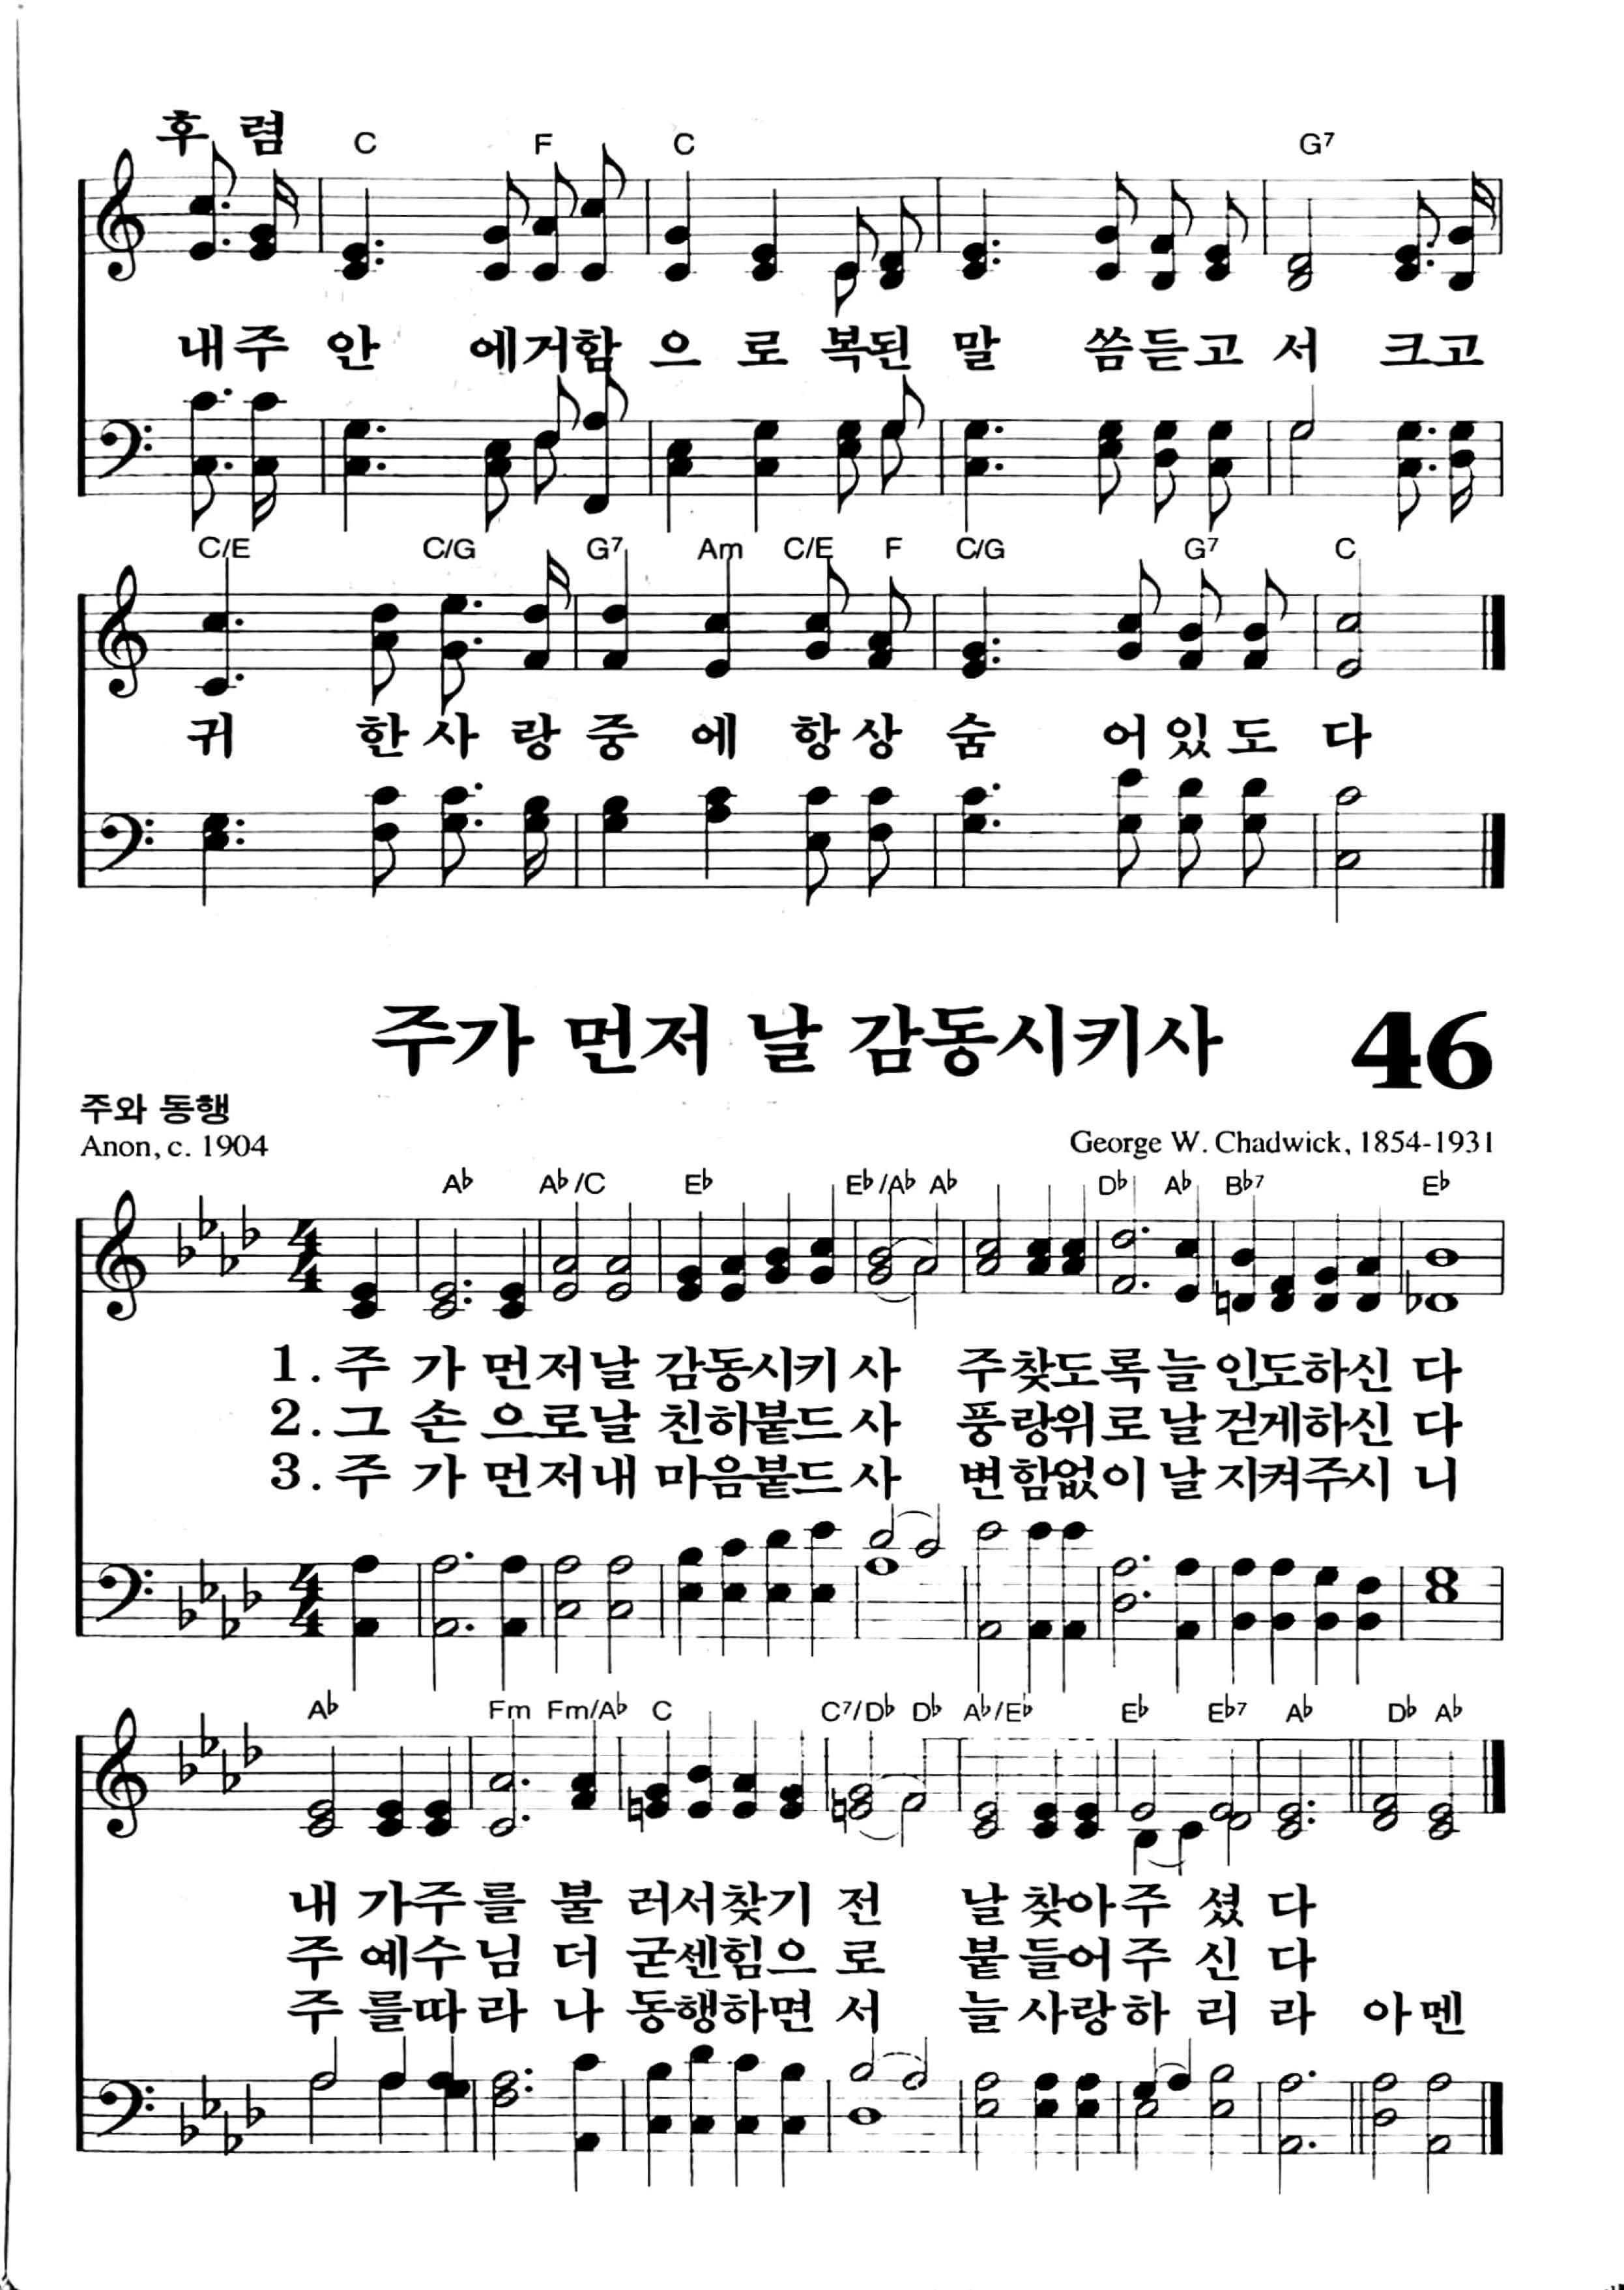 후 렴
C F C G7
내 주 안 에 거 함 으 로 복 된 말 씀 듣 고 서 크 고
C/E C/G G7 Am C/E F C/G G7 C
귀 한 사 랑 중 에 항 상 숨 어 있 도 다
주가 먼저 날 감동시키사 46
주와 동행
Anon, c. 1904 George W. Chadwick, 1854-1931
A♭ A♭/C E♭ E♭/A♭ A♭ D♭ A♭ B♭7 E♭
4/4
1. 주 가 먼 저 날 감 동 시 키 사 주 찾 도 록 늘 인 도 하 신 다
2. 그 손 으 로 날 친 히 붙 드 사 풍 랑 위 로 날 걷 게 하 신 다
3. 주 가 먼 저 내 마 음 붙 드 사 변 함 없 이 날 지 켜 주 시 니
4/4
A♭ Fm Fm/A♭ C C7/D♭ D♭ A♭/E♭ E♭ E♭7 A♭ D♭ A♭
내 가 주 를 불 러 서 찾 기 전 날 찾 아 주 셨 다
주 예 수 님 더 굳 센 힘 으 로 붙 들 어 주 신 다
주 를 따 라 나 동 행 하 면 서 늘 사 랑 하 리 라 아 멘